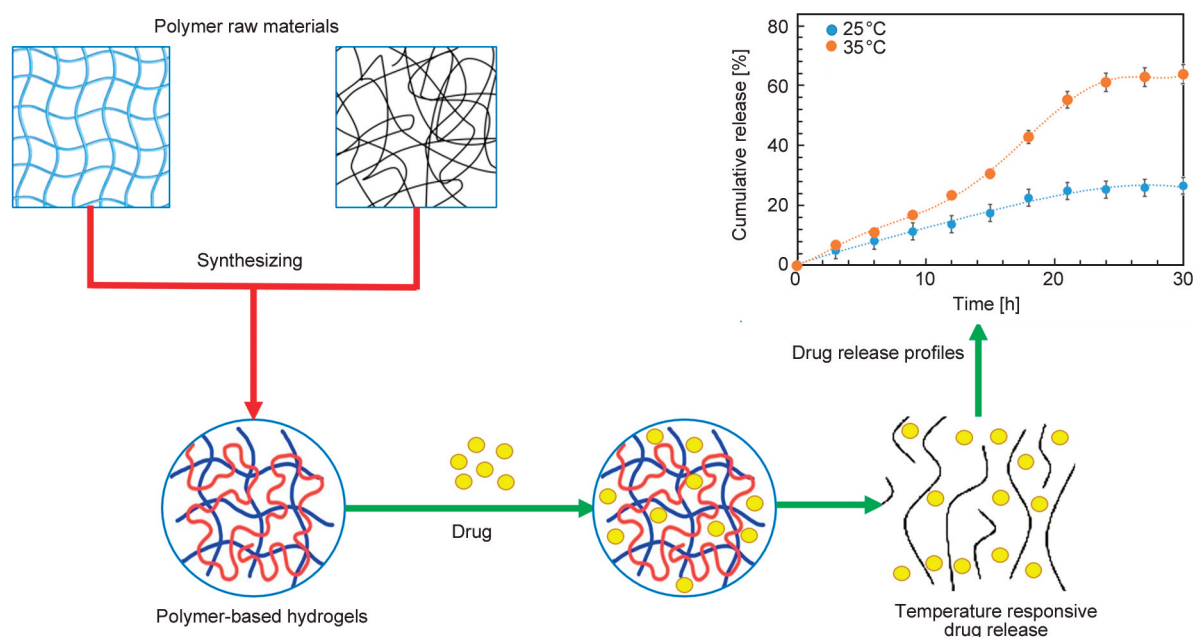 Polymer raw materials
Synthesizing
Polymer-based hydrogels
Drug
Temperature responsive
drug release
Drug release profiles
25°C
35°C
Cumulative release [%]
80
60
40
20
0
0
10
20
30
Time [h]